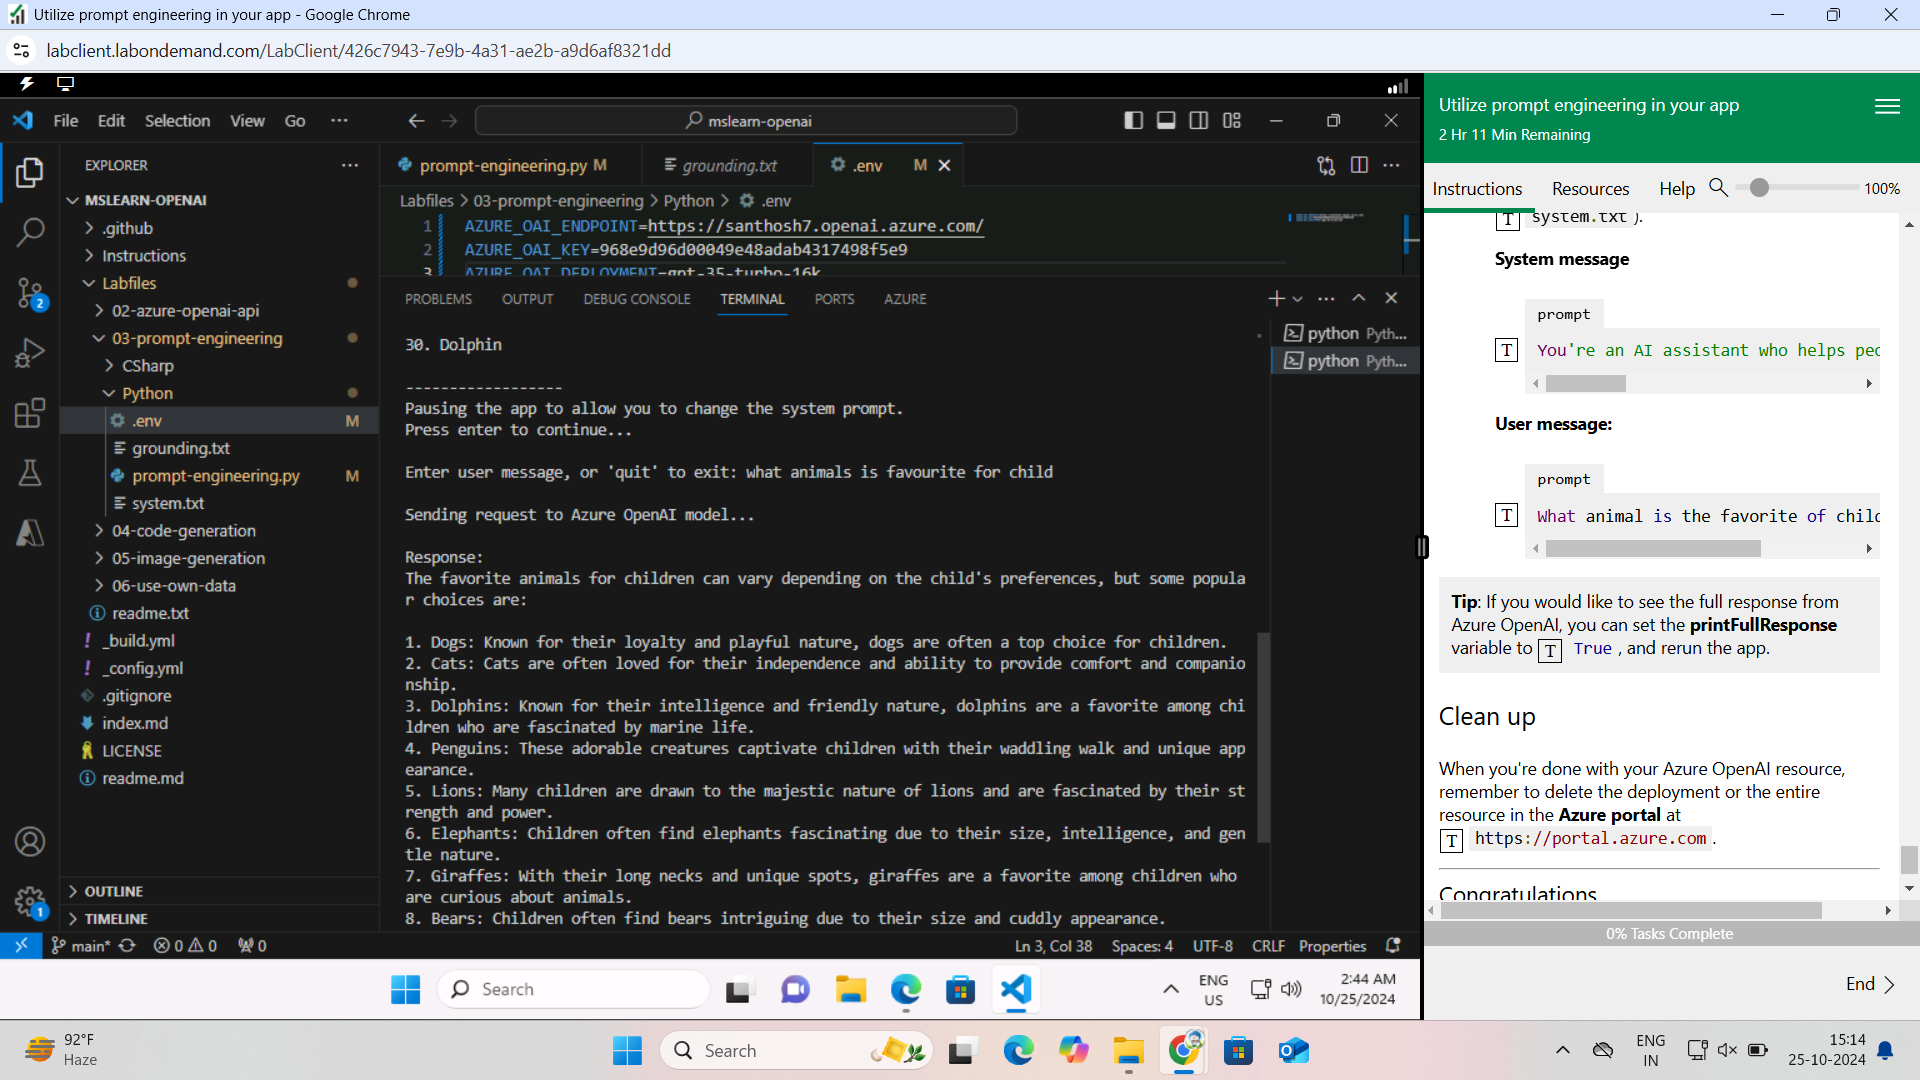 Utilize prompt engineering in your app - Google Chrome
labclient.labondemand.com/LabClient/426c7943-7e9b-4a31-ae2b-a9d6af8321dd
File Edit Selection View Go ···
mslearn-openai
EXPLORER
MSLEARN-OPENAI
.github
Instructions
Labfiles
02-azure-openai-api
03-prompt-engineering
CSharp
Python
.env M
grounding.txt
prompt-engineering.py M
system.txt
04-code-generation
05-image-generation
06-use-own-data
readme.txt
_build.yml
_config.yml
.gitignore
index.md
LICENSE
readme.md
OUTLINE
TIMELINE
2
1
prompt-engineering.py M
grounding.txt
.env M
Labfiles > 03-prompt-engineering > Python > .env
1 AZURE_OAI_ENDPOINT=https://santhosh7.openai.azure.com/
2 AZURE_OAI_KEY=968e9d96d00049e48adab4317498f5e9
3 AZURE_OAI_DEPLOYMENT=gpt-35-turbo-16k
PROBLEMS OUTPUT DEBUG CONSOLE TERMINAL PORTS AZURE
python Pyth...
python Pyth...
30. Dolphin
------------------
Pausing the app to allow you to change the system prompt.
Press enter to continue...
Enter user message, or 'quit' to exit: what animals is favourite for child
Sending request to Azure OpenAI model...
Response:
The favorite animals for children can vary depending on the child's preferences, but some popula
r choices are:
1. Dogs: Known for their loyalty and playful nature, dogs are often a top choice for children.
2. Cats: Cats are often loved for their independence and ability to provide comfort and companio
nship.
3. Dolphins: Known for their intelligence and friendly nature, dolphins are a favorite among chi
ldren who are fascinated by marine life.
4. Penguins: These adorable creatures captivate children with their waddling walk and unique app
earance.
5. Lions: Many children are drawn to the majestic nature of lions and are fascinated by their st
rength and power.
6. Elephants: Children often find elephants fascinating due to their size, intelligence, and gen
tle nature.
7. Giraffes: With their long necks and unique spots, giraffes are a favorite among children who
are curious about animals.
8. Bears: Children often find bears intriguing due to their size and cuddly appearance.
main* 0 0 0
Ln 3, Col 38 Spaces: 4 UTF-8 CRLF Properties
Search
ENG
US
2:44 AM
10/25/2024
Utilize prompt engineering in your app
2 Hr 11 Min Remaining
Instructions Resources Help 100%
T system.txt ).
System message
prompt
T You're an AI assistant who helps peo
User message:
prompt
T What animal is the favorite of child
Tip: If you would like to see the full response from
Azure OpenAI, you can set the printFullResponse
variable to T True , and rerun the app.
Clean up
When you're done with your Azure OpenAI resource,
remember to delete the deployment or the entire
resource in the Azure portal at
T https://portal.azure.com .
Congratulations
0% Tasks Complete
End
92°F
Haze
Search
ENG
IN
15:14
25-10-2024